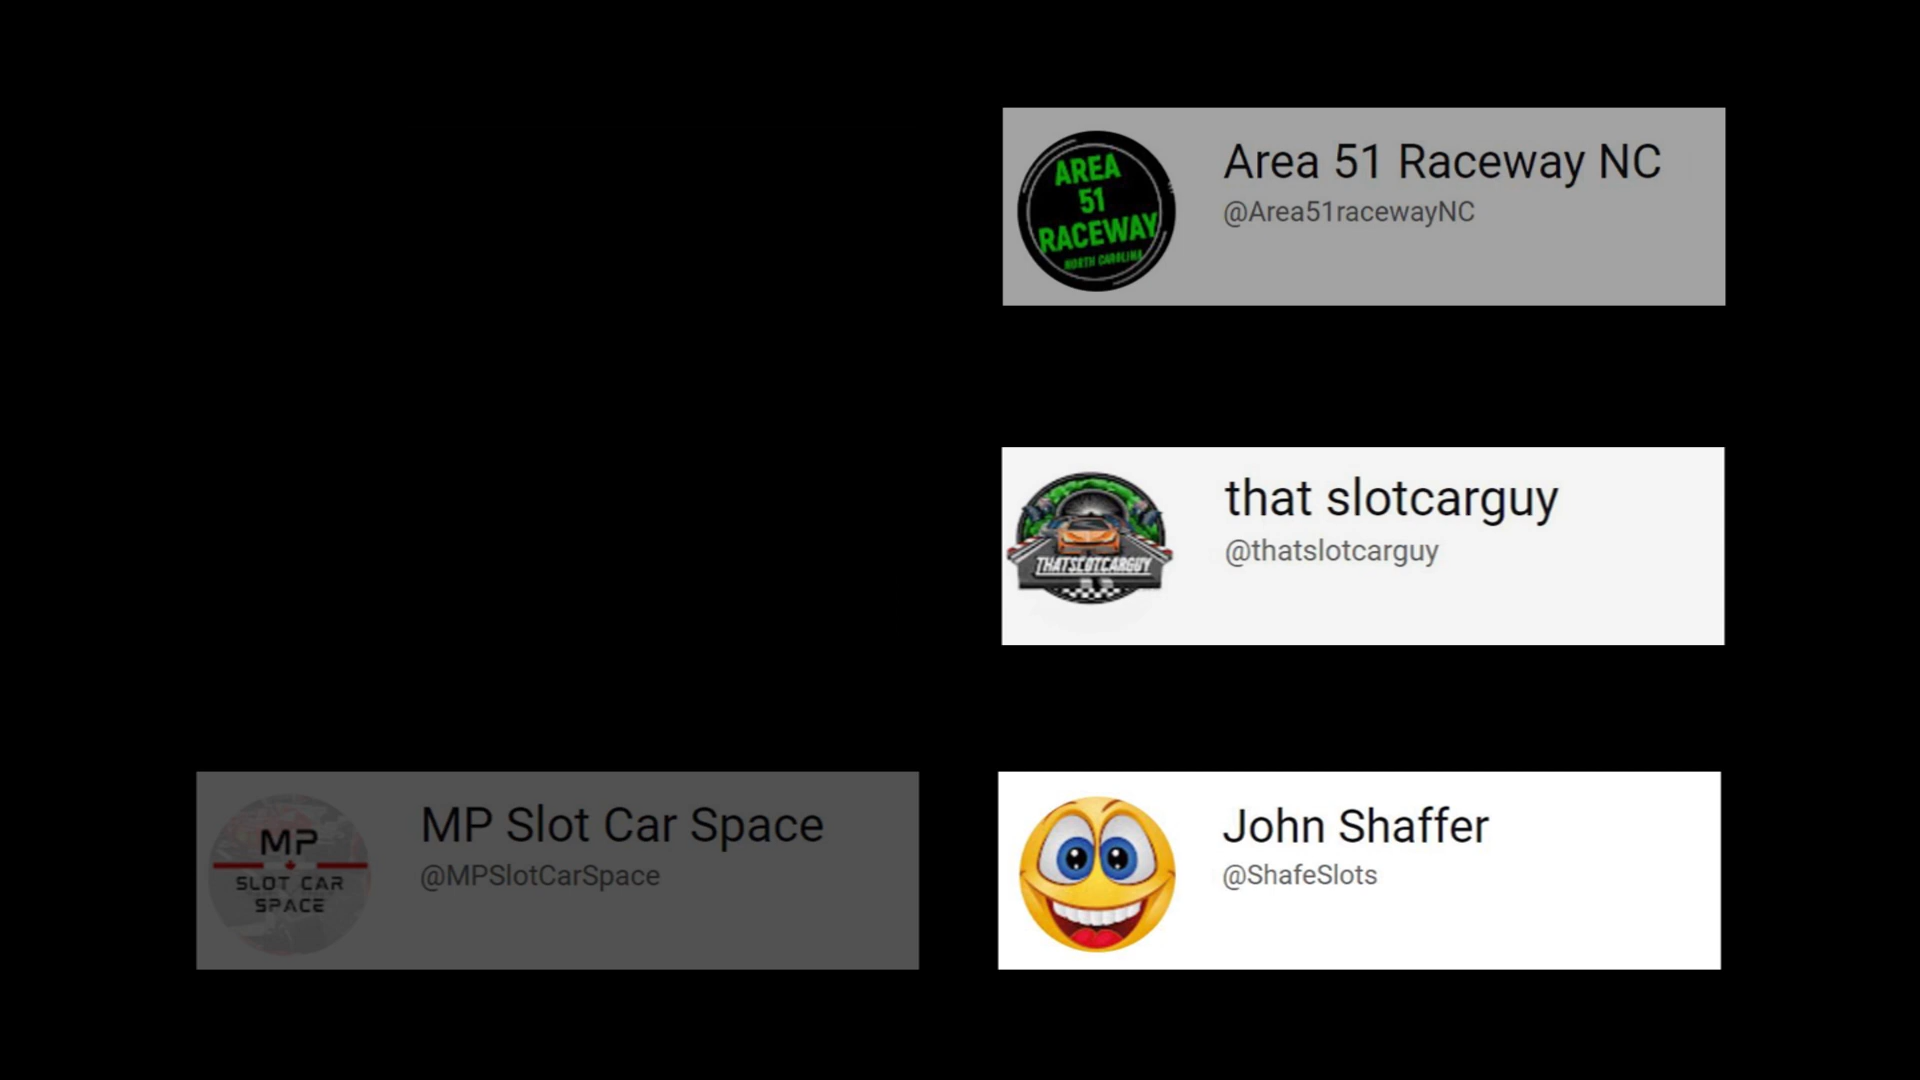 AREA
51
RACEWAY
NORTH CAROLINA
Area 51 Raceway NC
@Area51racewayNC
THATSLOTCARGUY
that slotcarguy
@thatslotcarguy
MP
SLOT CAR
SPACE
MP Slot Car Space
@MPSlotCarSpace
John Shaffer
@ShafeSlots